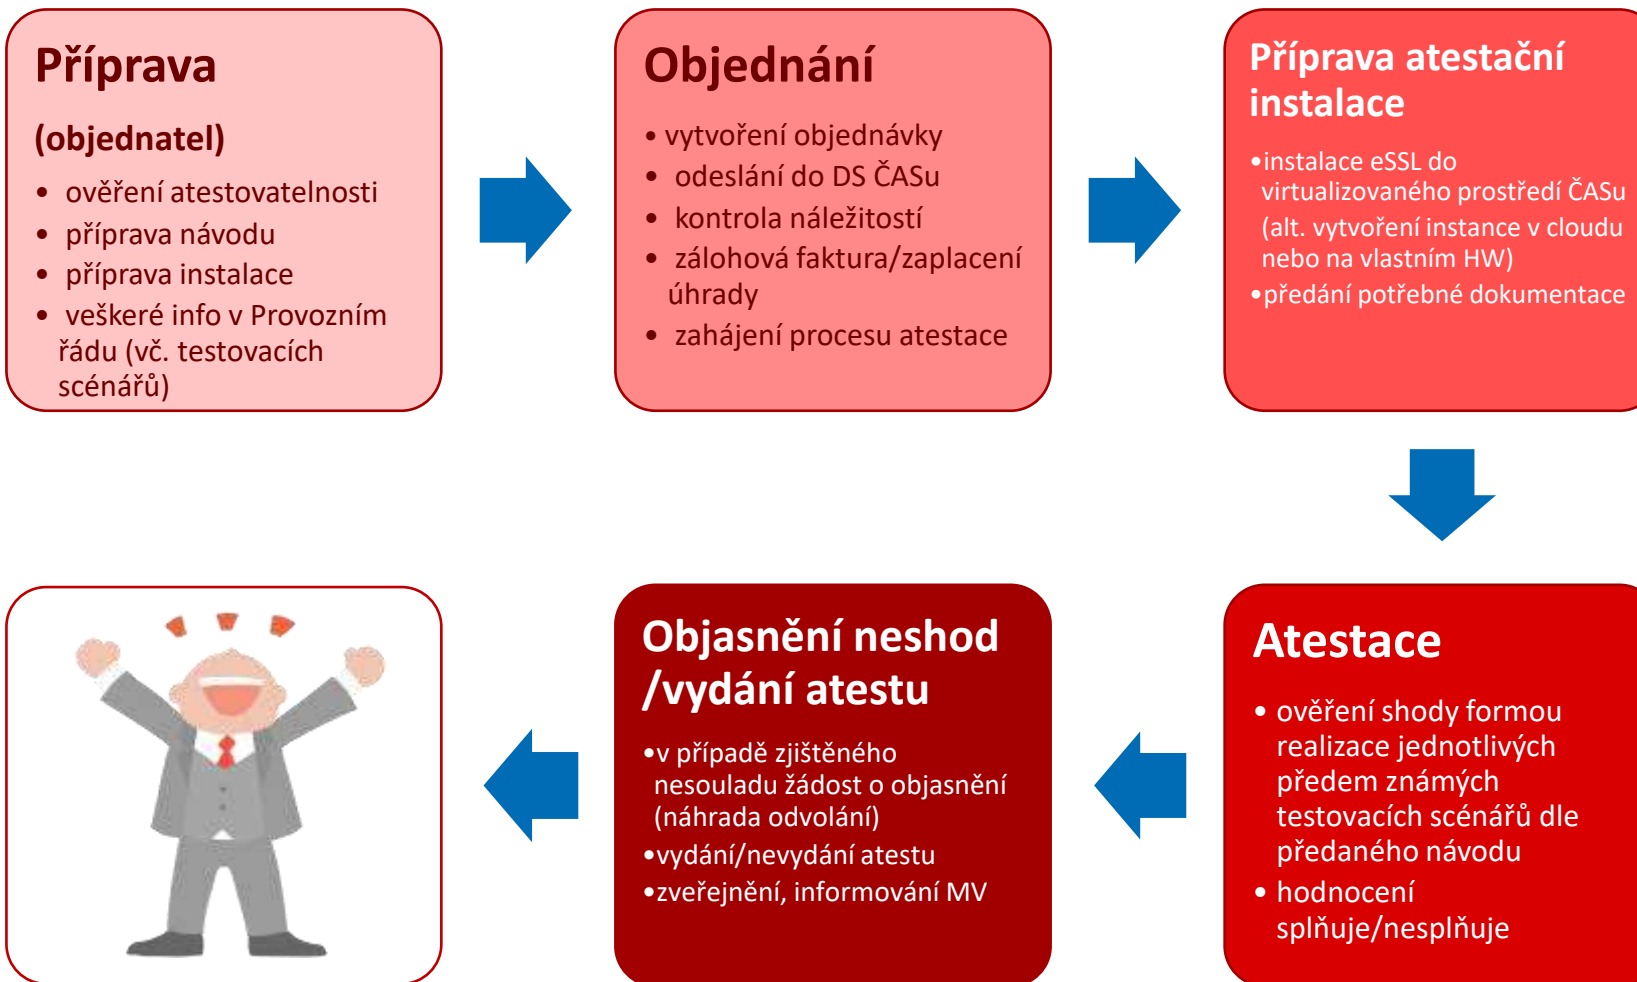 Příprava
(objednatel)
• ověření atestovatelnosti
• příprava návodu
• příprava instalace
• veškeré info v Provozním
řádu (vč. testovacích
scénářů)
Objednání
• vytvoření objednávky
• odeslání do DS ČASu
• kontrola náležitostí
• zálohová faktura/zaplacení
úhrady
• zahájení procesu atestace
Příprava atestační
instalace
•instalace eSSL do
virtualizovaného prostředí ČASu
(alt. vytvoření instance v cloudu
nebo na vlastním HW)
•předání potřebné dokumentace
Atestace
• ověření shody formou
realizace jednotlivých
předem známých
testovacích scénářů dle
předaného návodu
• hodnocení
splňuje/nesplňuje
Objasnění neshod
/vydání atestu
•v případě zjištěného
nesouladu žádost o objasnění
(náhrada odvolání)
•vydání/nevydání atestu
•zveřejnění, informování MV